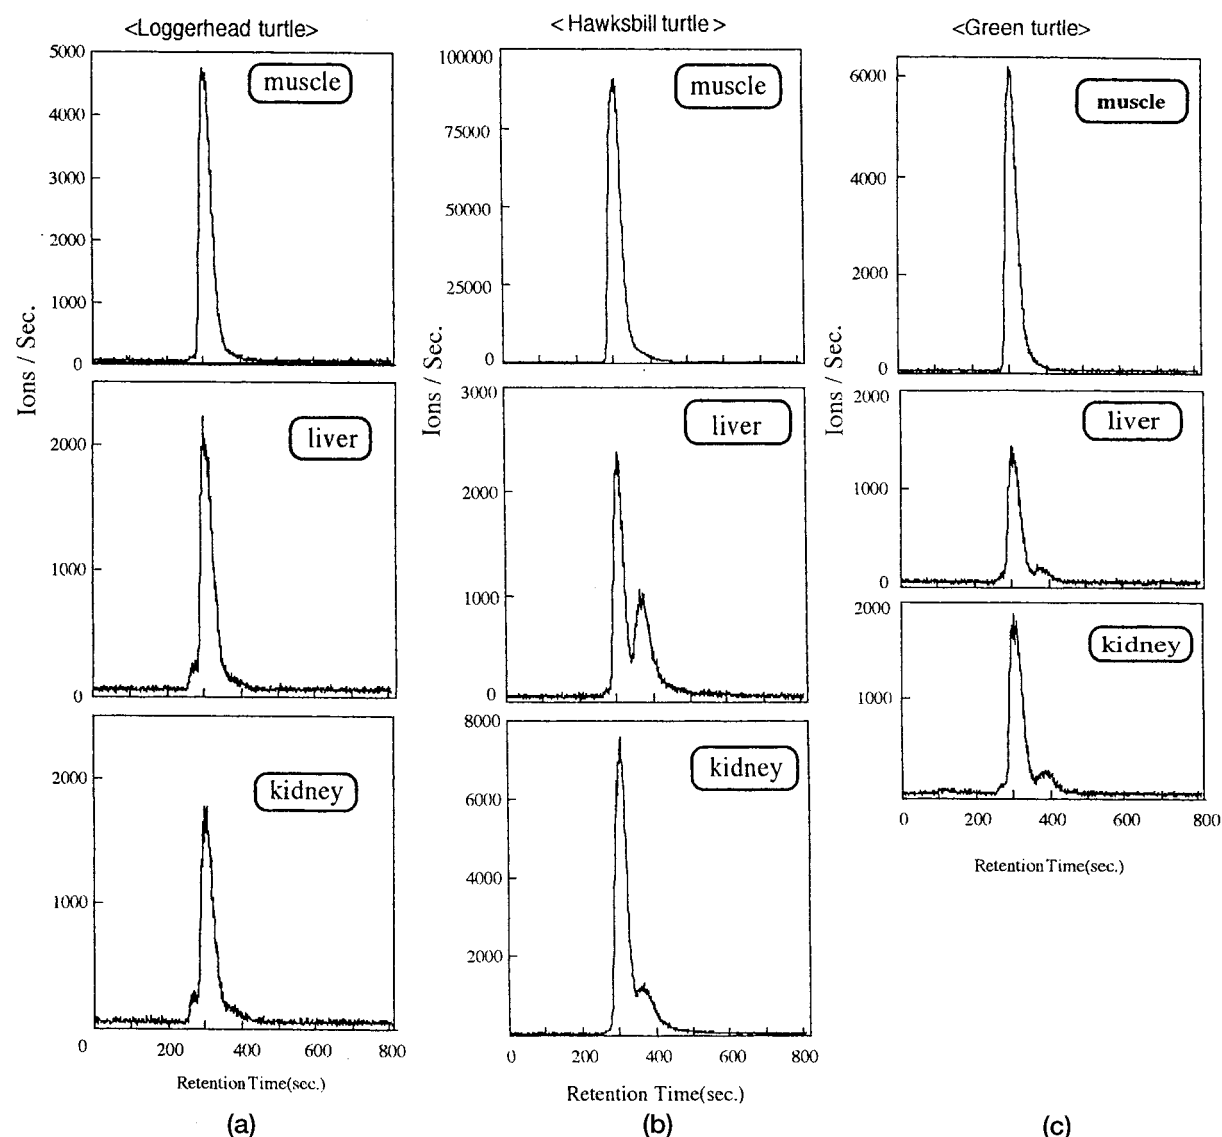 <Loggerhead turtle>
5000
4000
3000
2000
1000
0
muscle
Ions / Sec.
2000
1000
0
liver
2000
1000
kidney
0 200 400 600 800
Retention Time(sec.)
(a)
< Hawksbill turtle >
100000
75000
50000
25000
0
muscle
Ions / Sec.
3000
2000
1000
0
liver
8000
6000
4000
2000
kidney
0 200 400 600 800
Retention Time(sec.)
(b)
<Green turtle>
6000
4000
2000
0
muscle
Ions / Sec.
2000
1000
0
liver
2000
1000
kidney
0 200 400 600 800
Retention Time(sec.)
(c)